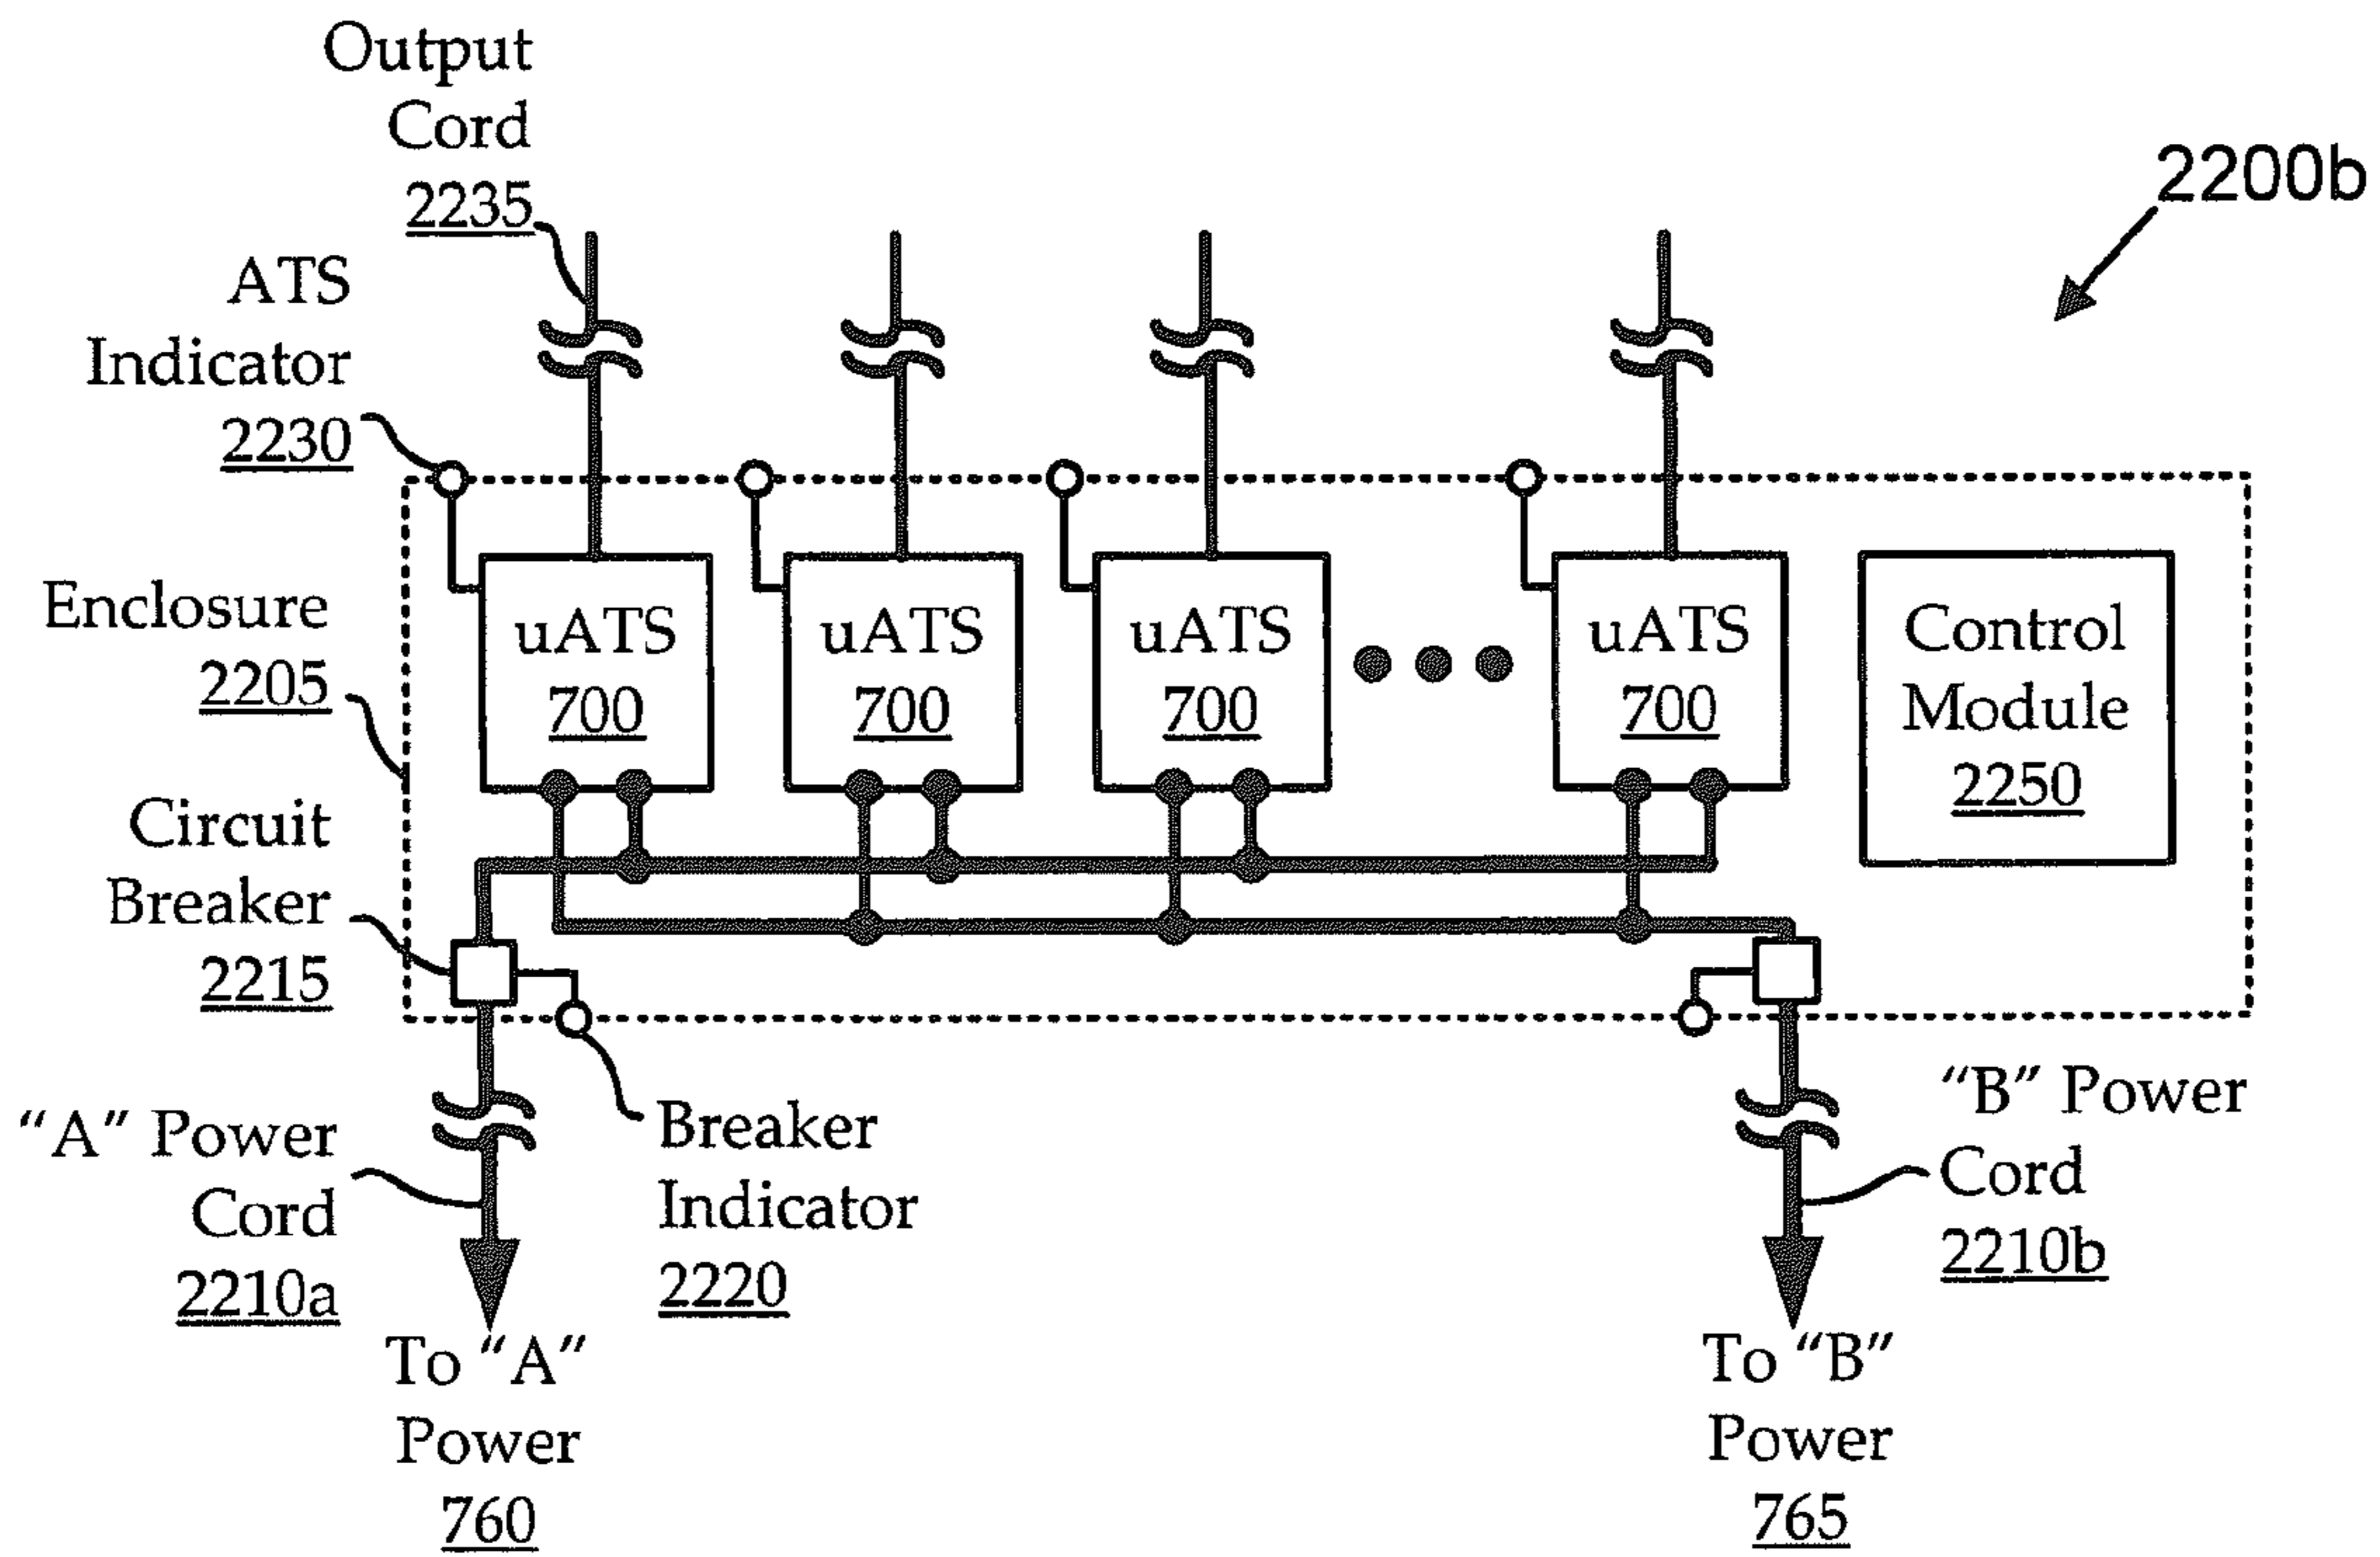 Output
Cord
2235
2200b
ATS
Indicator
2230
Enclosure
2205
uATS
700
uATS
700
uATS
700
uATS
700
Control
Module
2250
Circuit
Breaker
2215
"A" Power
Cord
2210a
Breaker
Indicator
2220
"B" Power
Cord
2210b
To "A"
Power
760
To "B"
Power
765